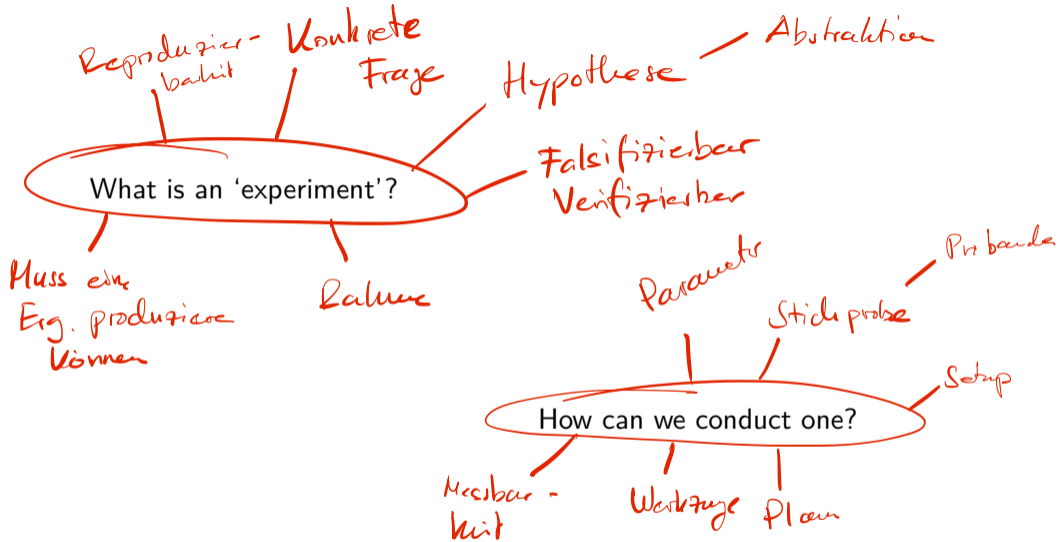 Reproduzier-
barkeit
Konkrete
Frage
Hypothese
Abstraktion
What is an ‘experiment’?
Falsifizierbar
Verifizierbar
Muss ein
Erg. produzieren
können
Rahmen
Parameter
Stichprobe
Probanden
Setup
How can we conduct one?
Messbar-
keit
Werkzeuge
Plan